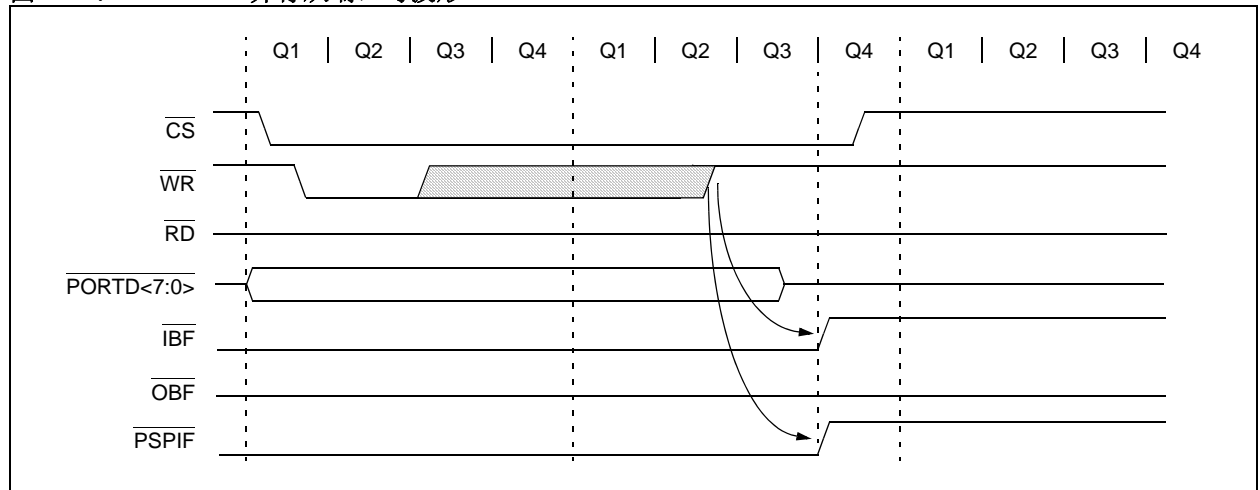 Q1 | Q2 | Q3 | Q4 Q1 | Q2 | Q3 Q4 Q1 | Q2 | Q3 | Q4
CS
WR
RD
PORTD<7:0>
IBF
OBF
PSPIF